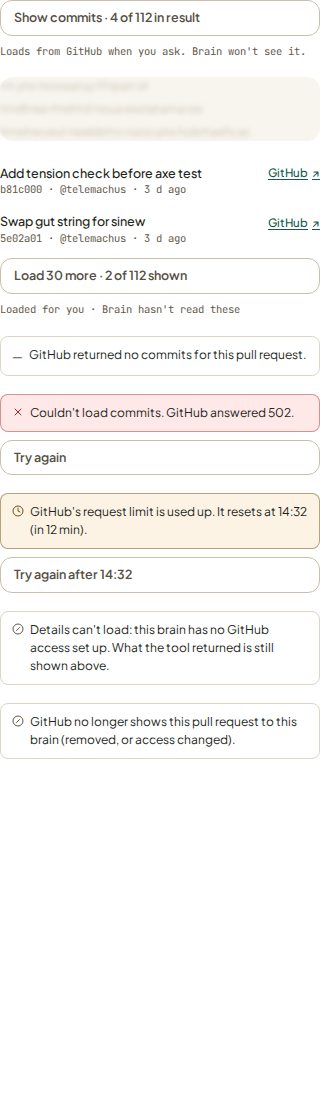 Show commits · 4 of 112 in result
Loads from GitHub when you ask. Brain won't see it.
Add tension check before axe test
GitHub ↗
b81c000 · @telemachus · 3 d ago
Swap gut string for sinew
GitHub ↗
5e02a01 · @telemachus · 3 d ago
Load 30 more · 2 of 112 shown
Loaded for you · Brain hasn't read these
GitHub returned no commits for this pull request.
Couldn't load commits. GitHub answered 502.
Try again
GitHub's request limit is used up. It resets at 14:32
(in 12 min).
Try again after 14:32
Details can't load: this brain has no GitHub
access set up. What the tool returned is still
shown above.
GitHub no longer shows this pull request to this
brain (removed, or access changed).